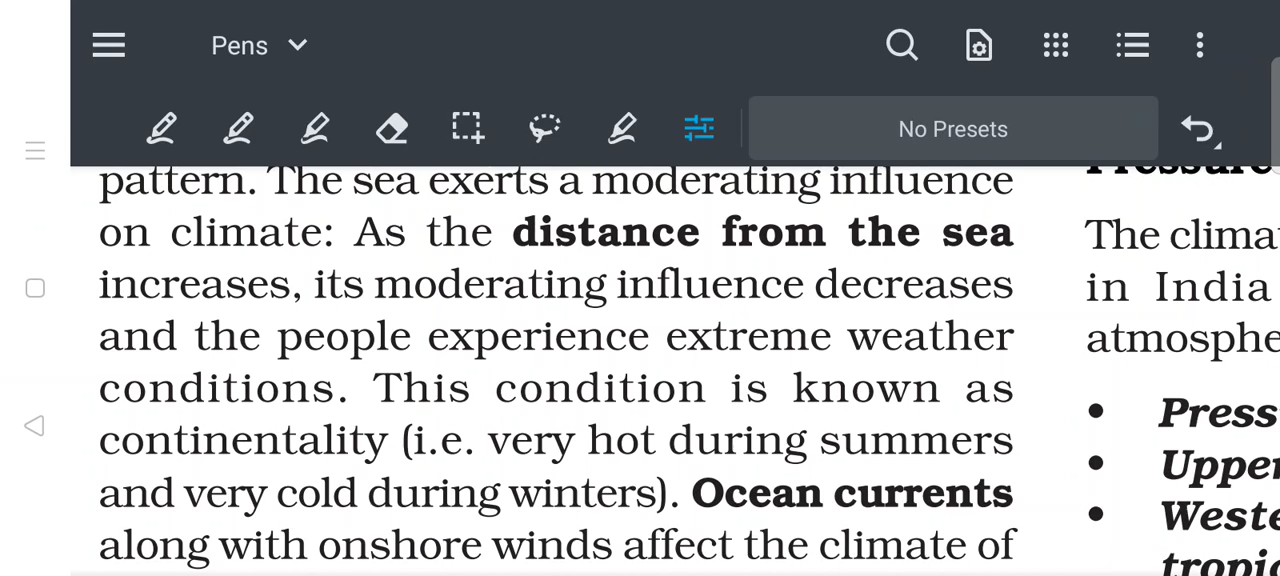 Pens
No Presets
pattern. The sea exerts a moderating influence
on climate: As the distance from the sea
increases, its moderating influence decreases
and the people experience extreme weather
conditions. This condition is known as
continentality (i.e. very hot during summers
and very cold during winters). Ocean currents
along with onshore winds affect the climate of
Pressure
The clima
in India
atmosphe
• Press
• Upper
• Weste
tropic